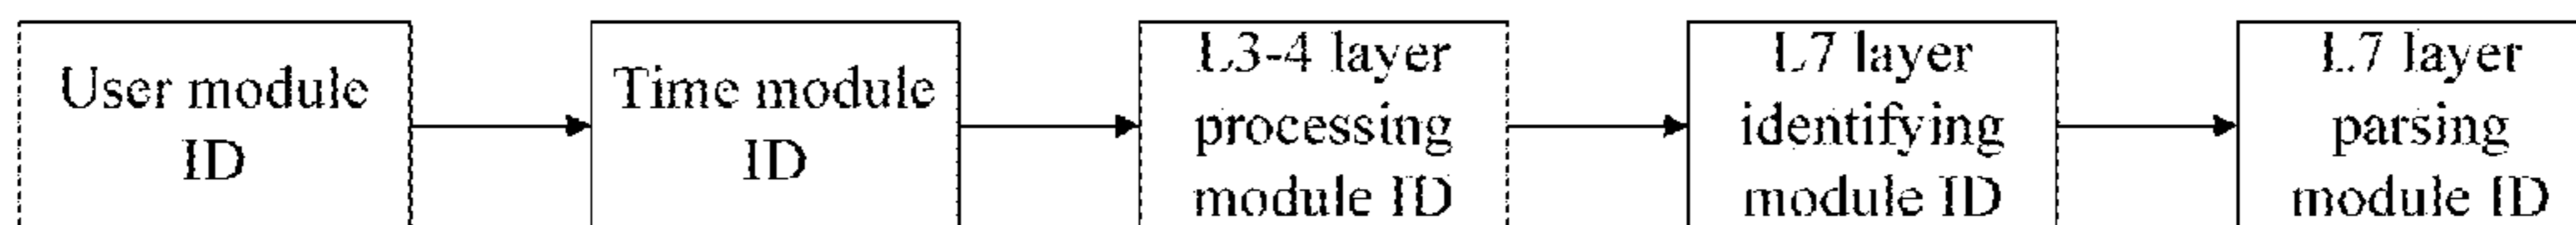 User module
ID
Time module
ID
L3-4 layer
processing
module ID
L7 layer
identifying
module ID
L7 layer
parsing
module ID